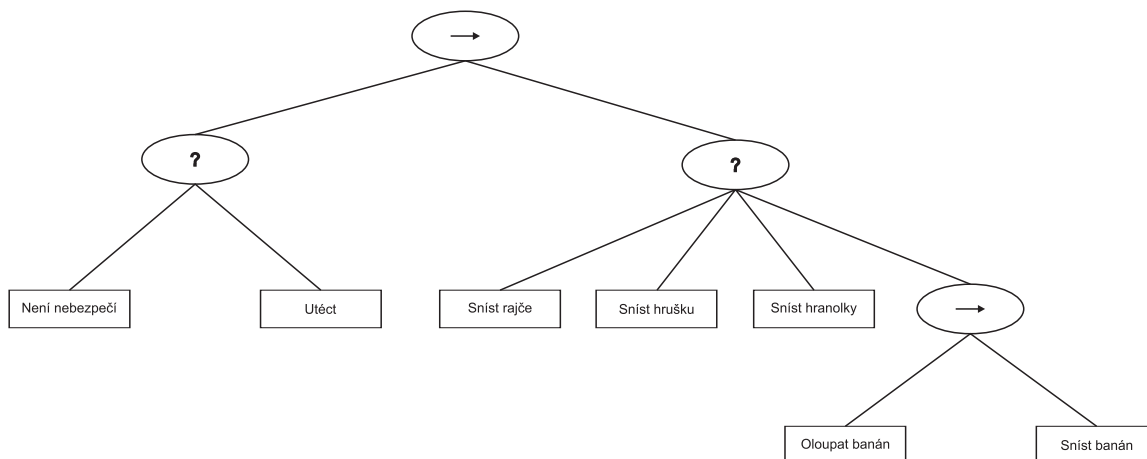 →
?
?
Není nebezpečí
Utéct
Sníst rajče
Sníst hrušku
Sníst hranolky
→
Oloupat banán
Sníst banán